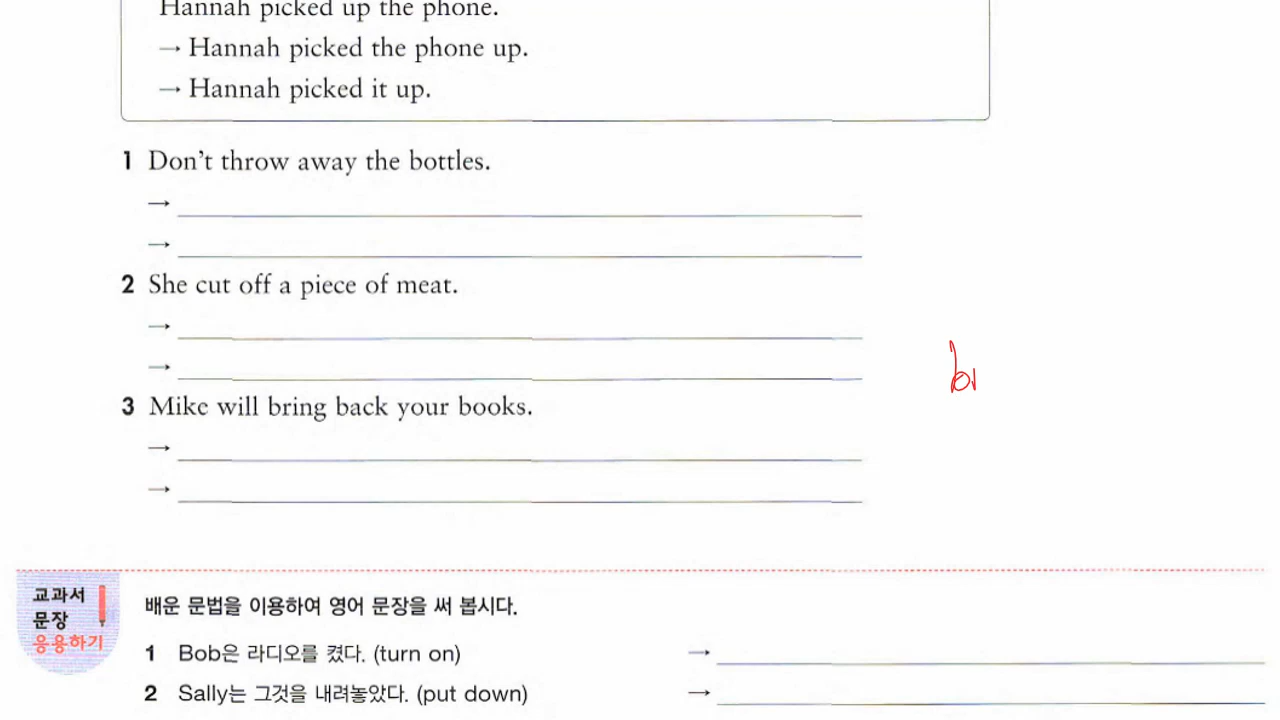 Hannah picked up the phone.
→ Hannah picked the phone up.
→ Hannah picked it up.
1 Don't throw away the bottles.
→
→
2 She cut off a piece of meat.
→
→
3 Mike will bring back your books.
→
→
교과서
문장
응용하기
배운 문법을 이용하여 영어 문장을 써 봅시다.
1 Bob은 라디오를 켰다. (turn on) →
2 Sally는 그것을 내려놓았다. (put down) →